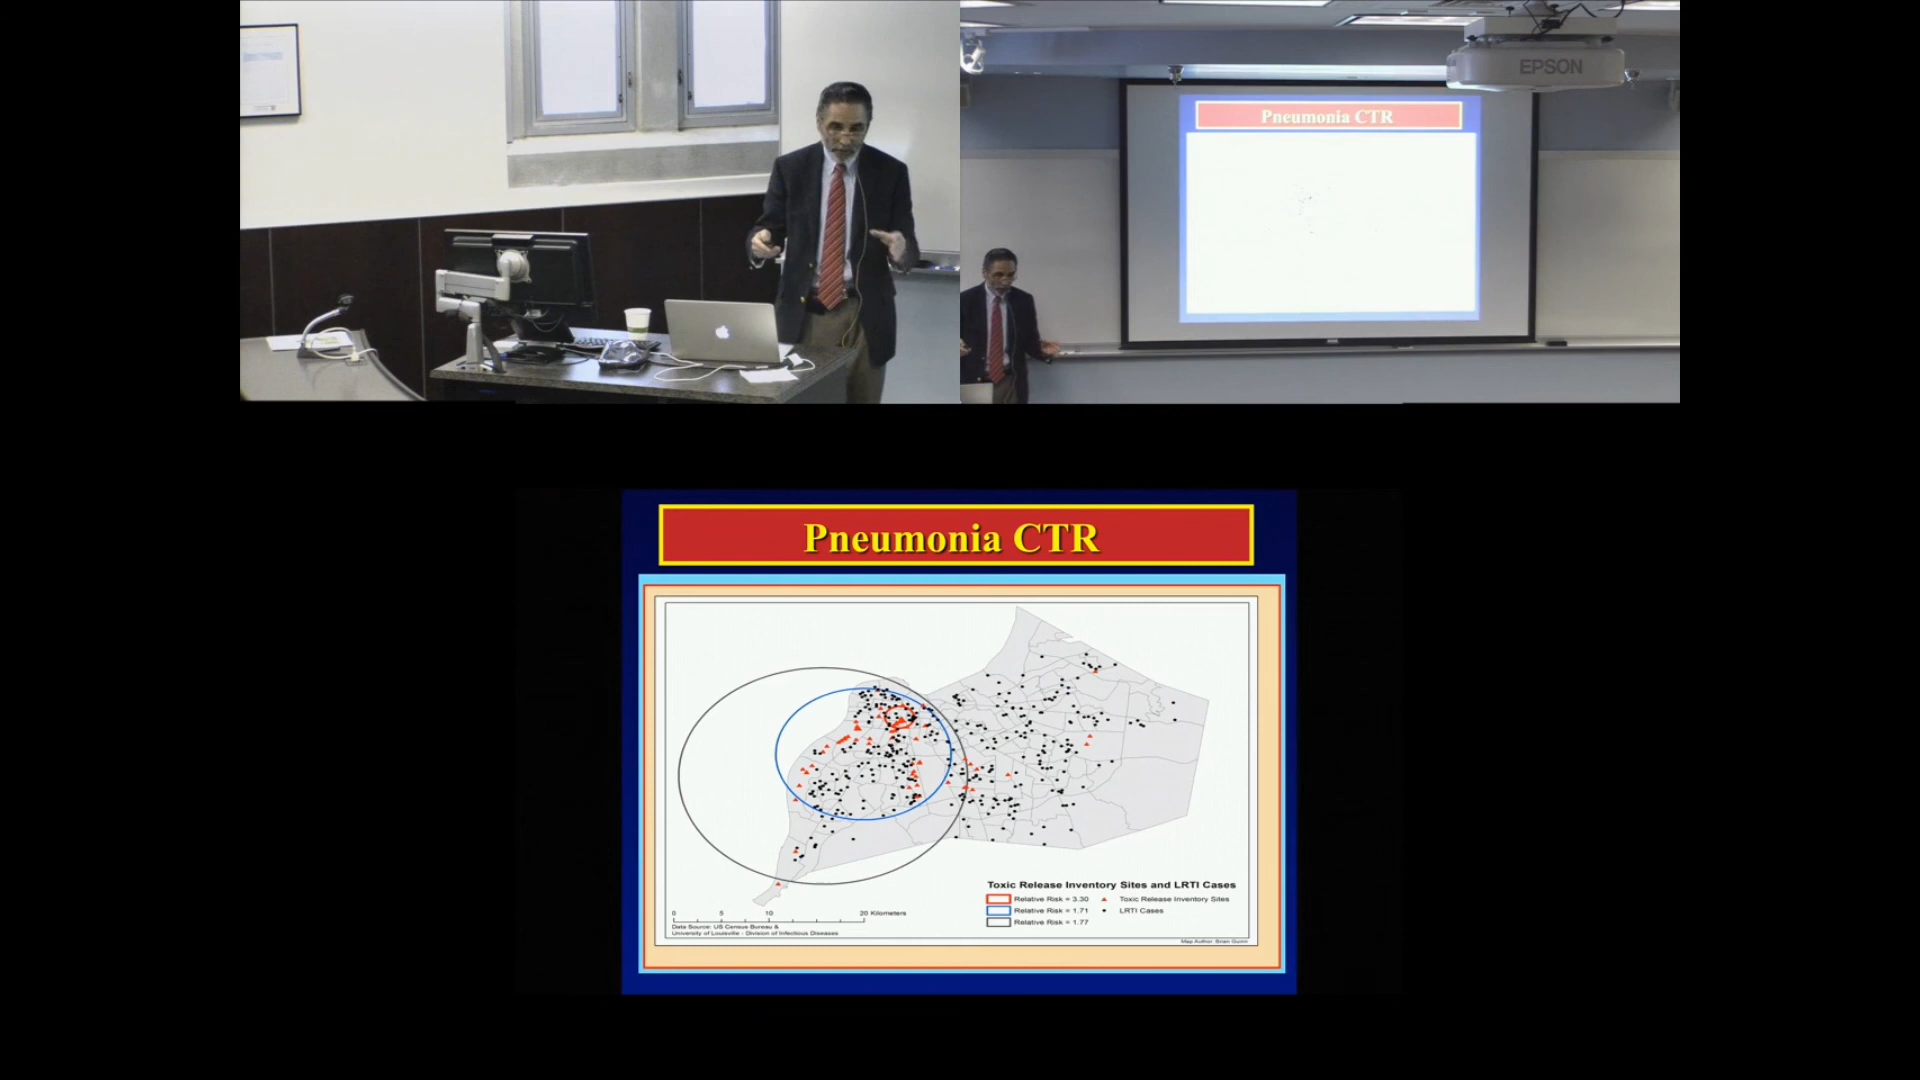 EPSON
Pneumonia CTR
Pneumonia CTR
Toxic Release Inventory Sites and LRTI Cases
Relative Risk = 3.30
Toxic Release Inventory Sites
Relative Risk = 1.71
LRTI Cases
Relative Risk = 1.77
0 5 10 20 Kilometers
Data Source: US Census Bureau &
University of Louisville - Division of Infectious Diseases
Map Author: Brian Guinn